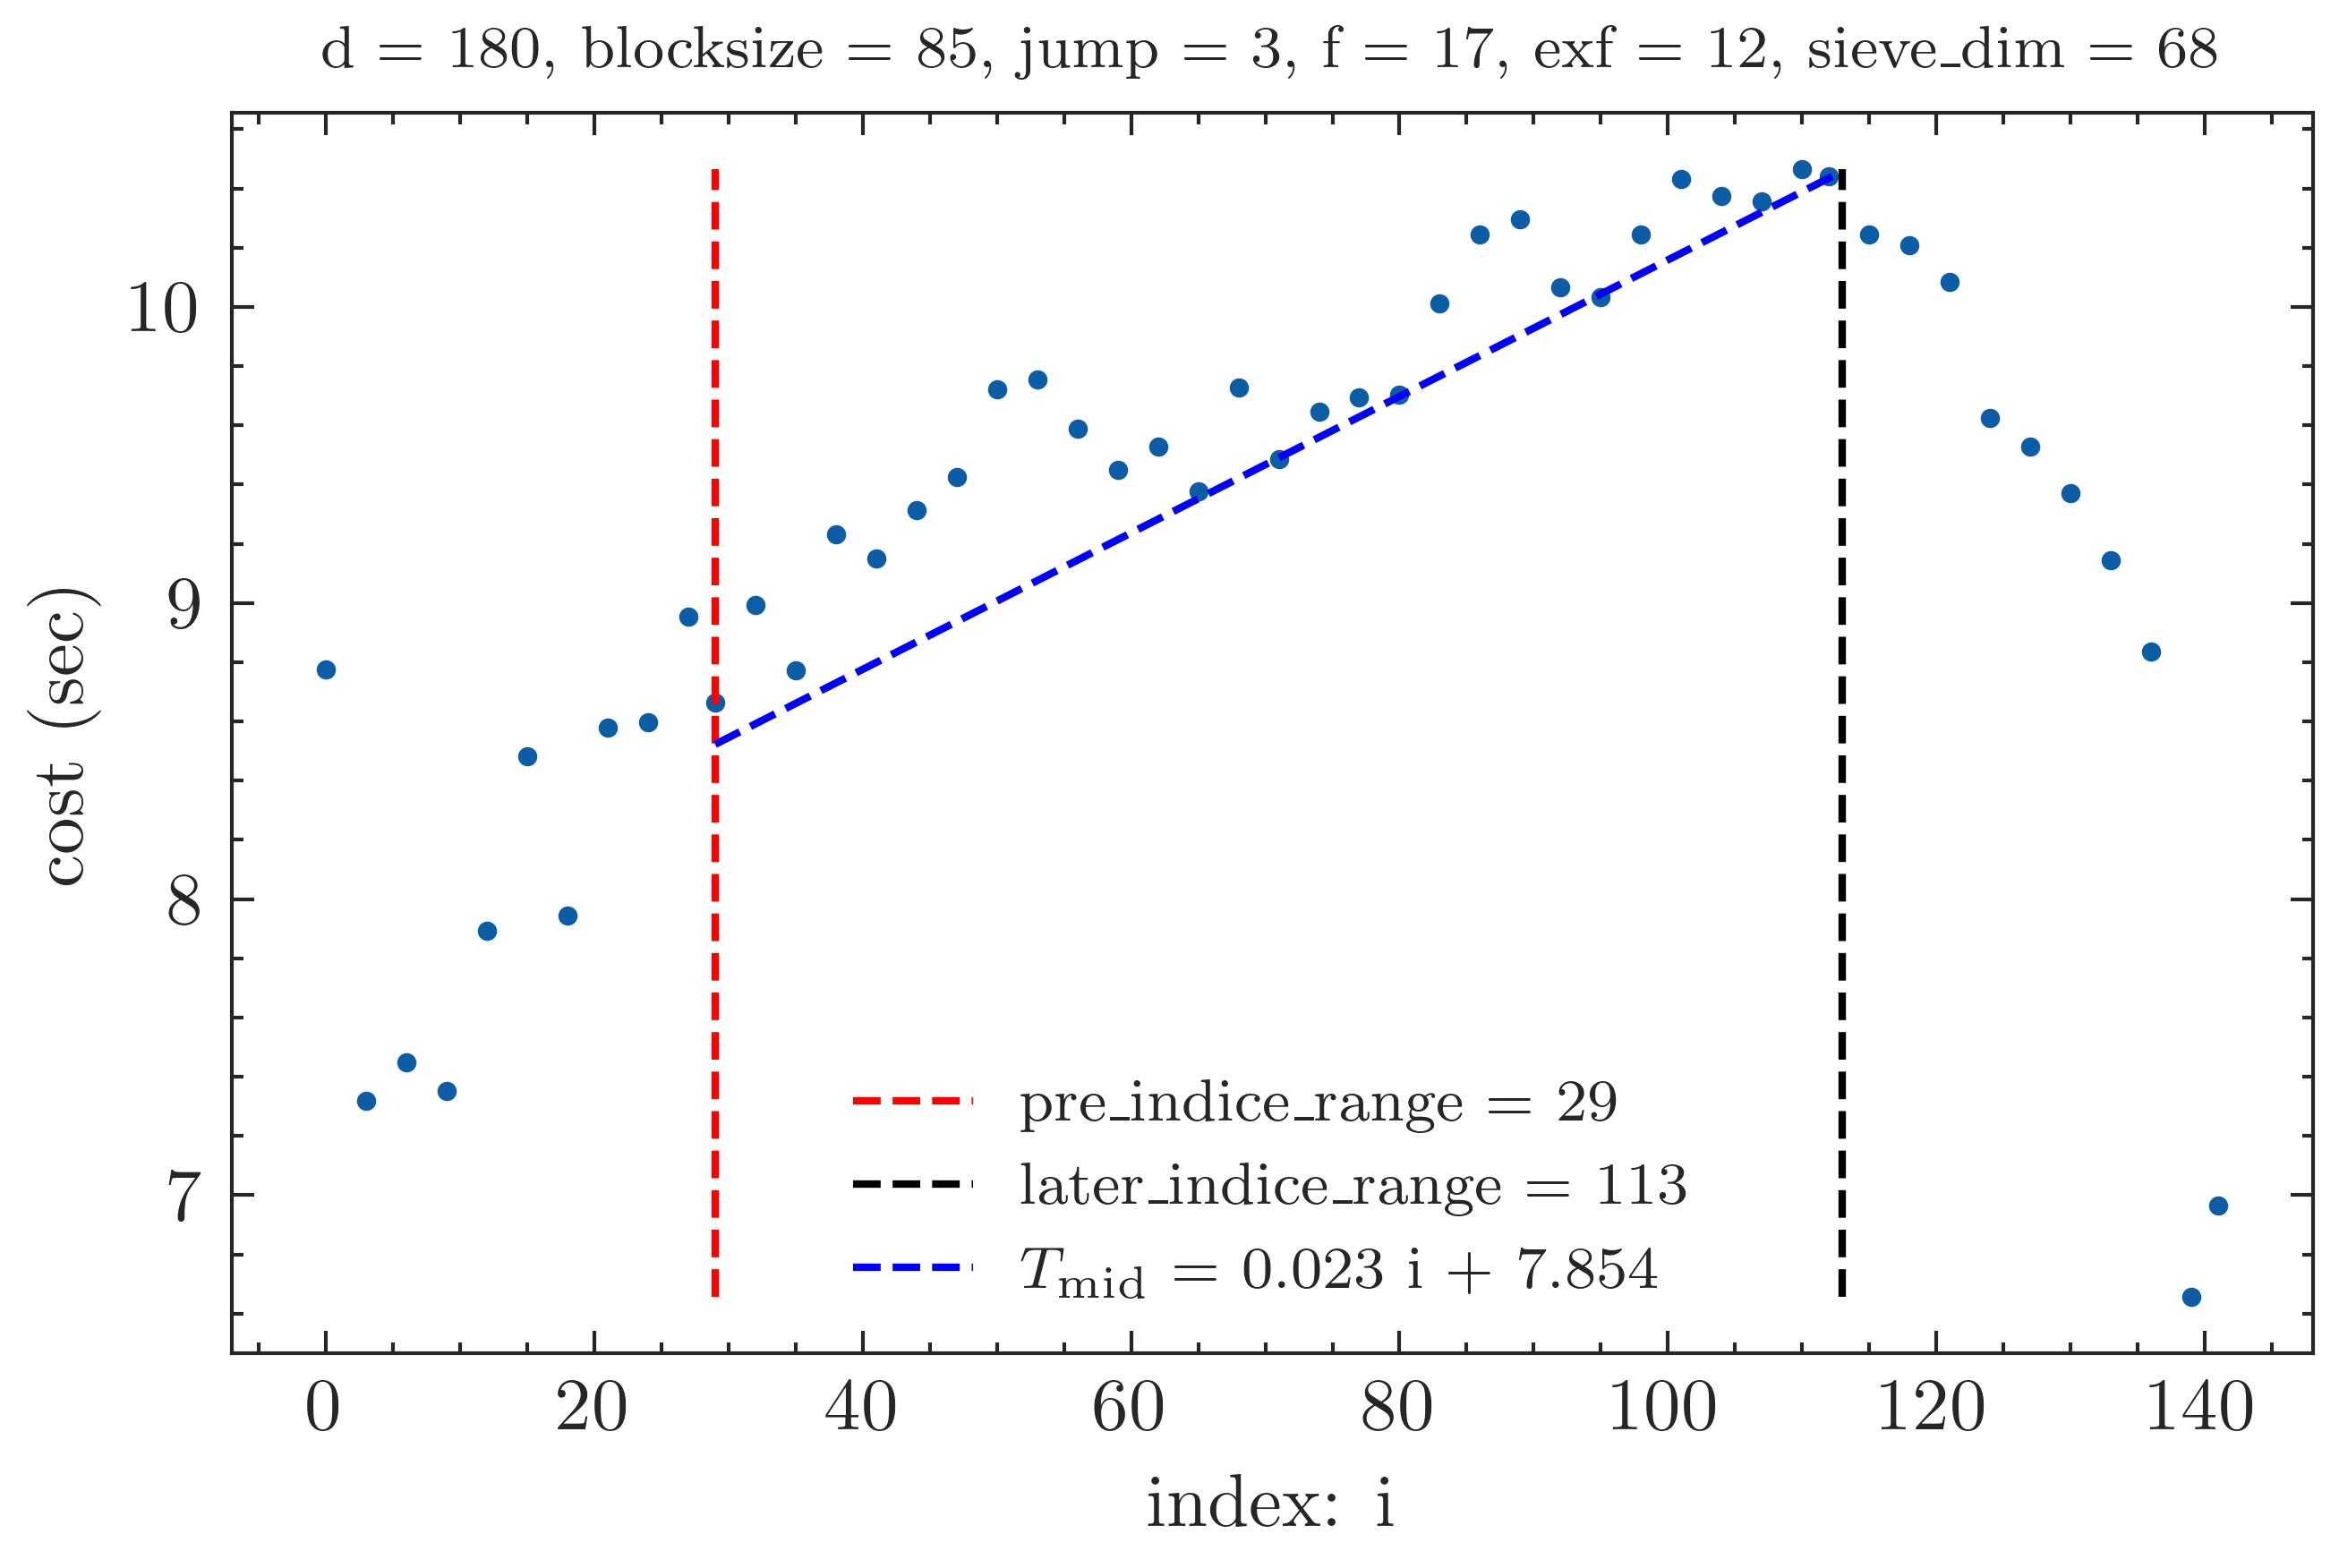 d = 180, blocksize = 85, jump = 3, f = 17, exf = 12, sieve_dim = 68
cost (sec)
10
9
8
7
pre_indice_range = 29
later_indice_range = 113
T_mid = 0.023 i + 7.854
0 20 40 60 80 100 120 140
index: i